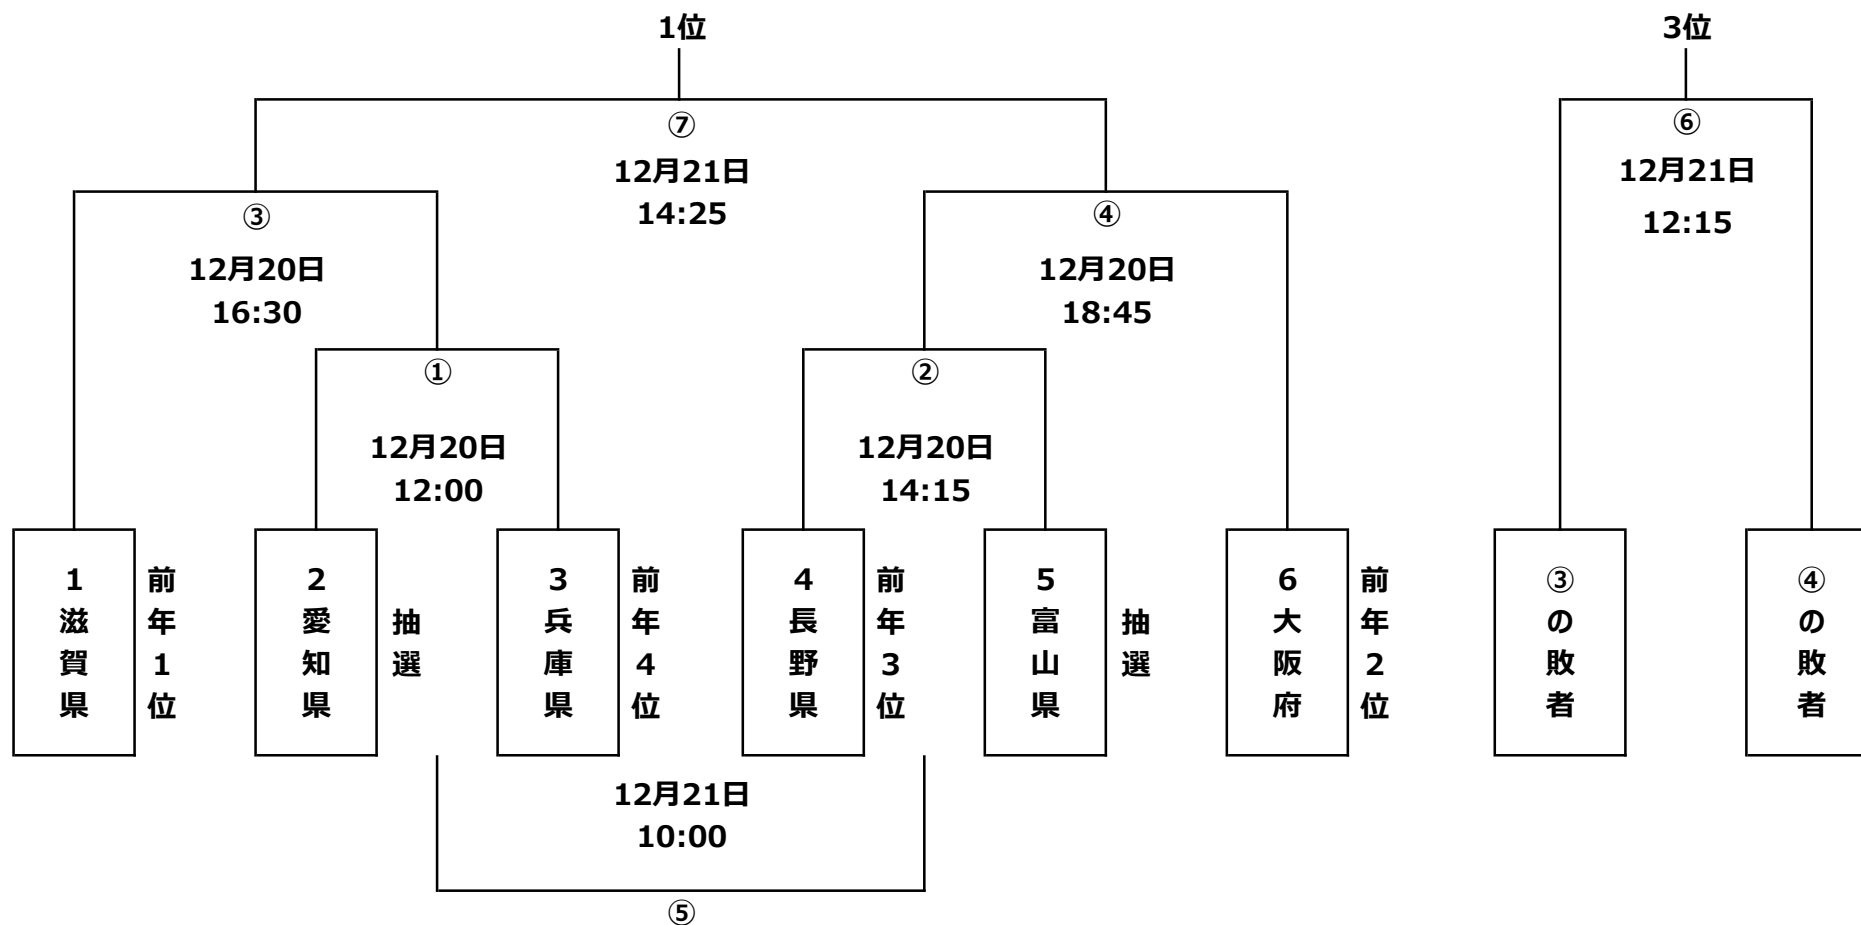 1位
3位
⑦
12月21日
14:25
⑥
12月21日
12:15
③
12月20日
16:30
④
12月20日
18:45
①
12月20日
12:00
②
12月20日
14:15
1滋賀県
前年1位
2愛知県
抽選
3兵庫県
前年4位
4長野県
前年3位
5富山県
抽選
6大阪府
前年2位
③の敗者
④の敗者
12月21日
10:00
⑤